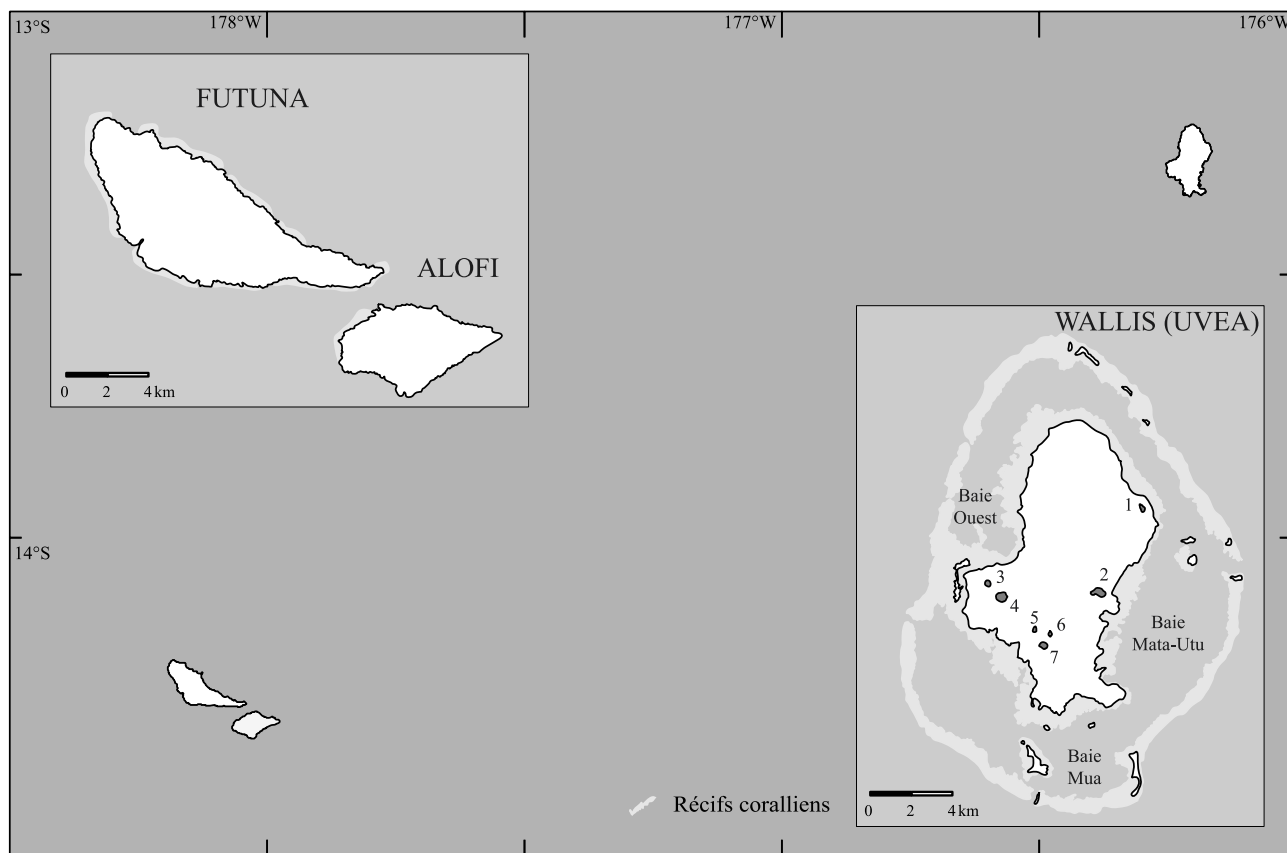 13°S
178°W
177°W
176°W
FUTUNA
ALOFI
0 2 4 km
WALLIS (UVEA)
Baie
Ouest
1
2
3
4
5
6
7
Baie
Mata-Utu
Baie
Mua
0 2 4 km
14°S
Récifs coralliens